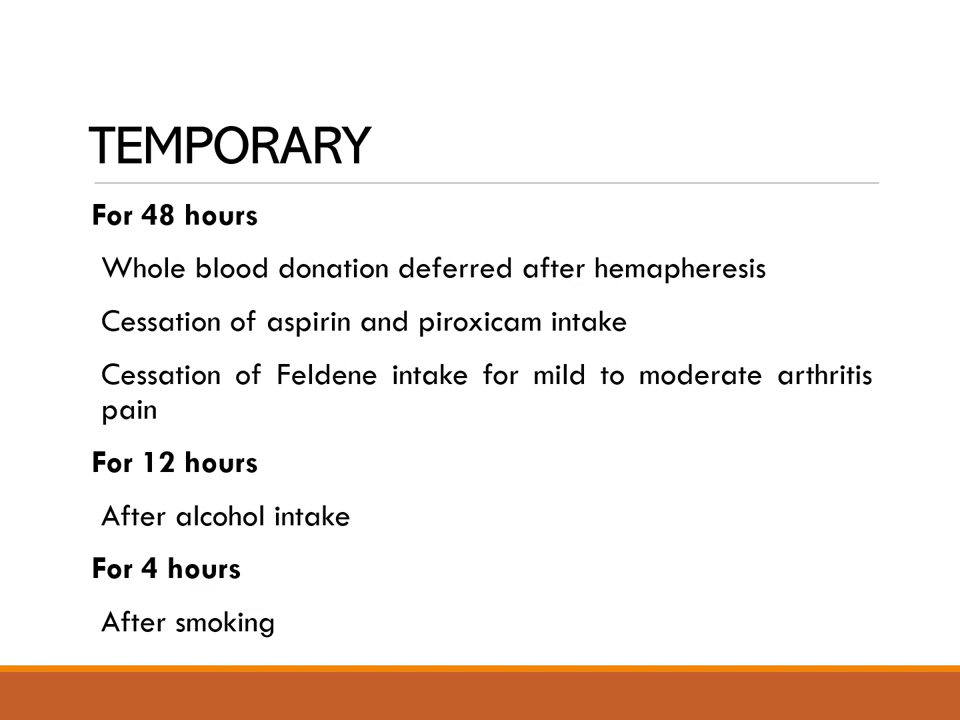 TEMPORARY
For 48 hours
Whole blood donation deferred after hemapheresis
Cessation of aspirin and piroxicam intake
Cessation of Feldene intake for mild to moderate arthritis
pain
For 12 hours
After alcohol intake
For 4 hours
After smoking